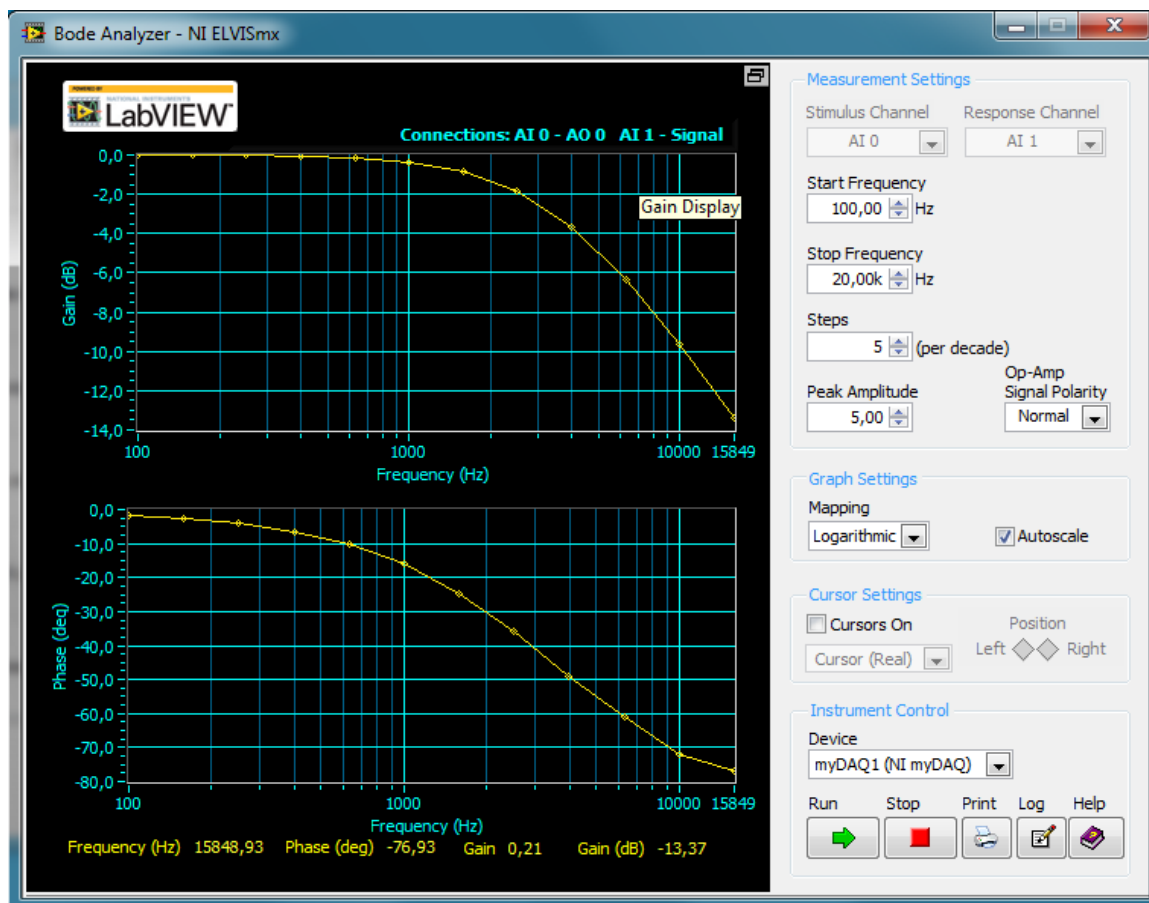 Bode Analyzer - NI ELVISmx
POWERED BY
NATIONAL INSTRUMENTS
LabVIEW™
Connections: AI 0 - AO 0 AI 1 - Signal
0,0
-2,0
-4,0
-6,0
-8,0
-10,0
-12,0
-14,0
Gain (dB)
Gain Display
100 1000 10000 15849
Frequency (Hz)
0,0
-10,0
-20,0
-30,0
-40,0
-50,0
-60,0
-70,0
-80,0
Phase (deg)
100 1000 10000 15849
Frequency (Hz)
Frequency (Hz) 15848,93 Phase (deg) -76,93 Gain 0,21 Gain (dB) -13,37
Measurement Settings
Stimulus Channel Response Channel
AI 0 AI 1
Start Frequency
100,00 Hz
Stop Frequency
20,00k Hz
Steps
5 (per decade)
Peak Amplitude
5,00
Op-Amp
Signal Polarity
Normal
Graph Settings
Mapping
Logarithmic Autoscale
Cursor Settings
Cursors On
Cursor (Real)
Position
Left Right
Instrument Control
Device
myDAQ1 (NI myDAQ)
Run Stop Print Log Help